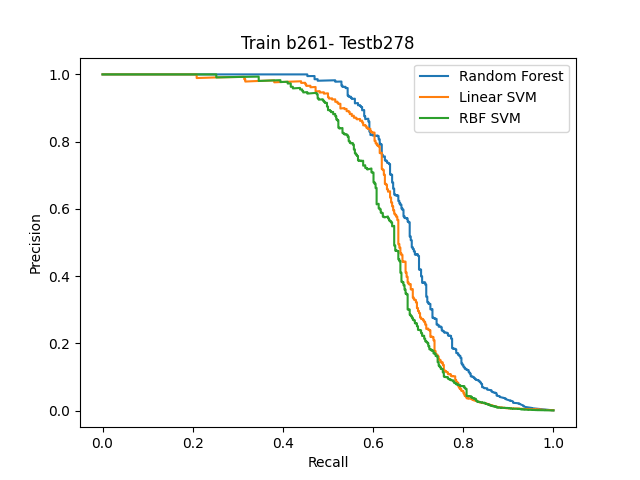 Train b261- Testb278
Random Forest
Linear SVM
RBF SVM
Precision
1.0
0.8
0.6
0.4
0.2
0.0
0.0 0.2 0.4 0.6 0.8 1.0
Recall